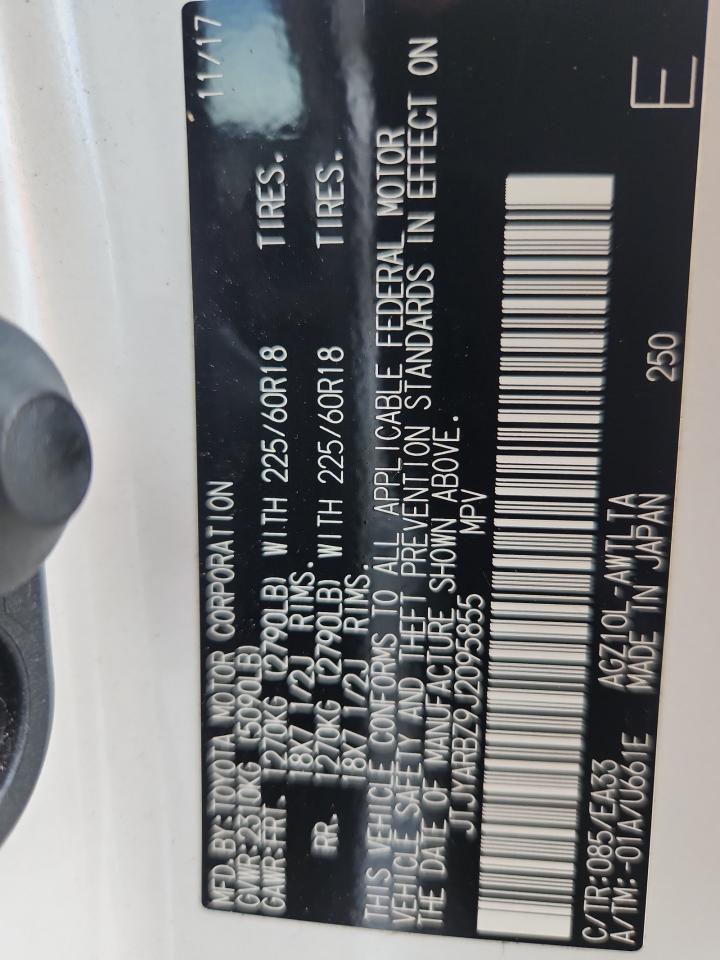 MFD. BY: TOYOTA MOTOR CORPORATION 11/17
GVWR: 2310KG (5090LB)
GAWR: FRT. 1270KG (2790LB) WITH 225/60R18 TIRES.
18X7 1/2J RIMS.
RR. 1270KG (2790LB) WITH 225/60R18 TIRES.
18X7 1/2J RIMS.
THIS VEHICLE CONFORMS TO ALL APPLICABLE FEDERAL MOTOR
VEHICLE SAFETY AND THEFT PREVENTION STANDARDS IN EFFECT ON
THE DATE OF MANUFACTURE SHOWN ABOVE.
JTJYARBZ9J2095855 MPV
C/TR: 085/EA33 AGZ10L-AWTLTA 250 E
A/TM: -01A/U661E MADE IN JAPAN